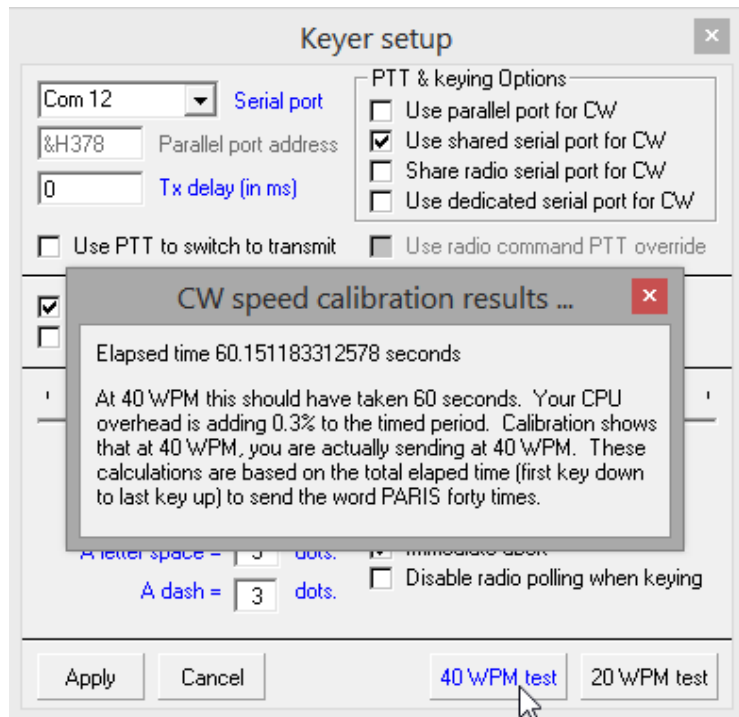 Keyer setup
Com 12 Serial port
&H378 Parallel port address
0 Tx delay (in ms)
PTT & keying Options
Use parallel port for CW
Use shared serial port for CW
Share radio serial port for CW
Use dedicated serial port for CW
Use PTT to switch to transmit
Use radio command PTT override
CW speed calibration results ...
Elapsed time 60.151183312578 seconds
At 40 WPM this should have taken 60 seconds. Your CPU
overhead is adding 0.3% to the timed period. Calibration shows
that at 40 WPM, you are actually sending at 40 WPM. These
calculations are based on the total elaped time (first key down
to last key up) to send the word PARIS forty times.
A letter space = 3 dots.
Immediate abort
A dash = 3 dots.
Disable radio polling when keying
Apply
Cancel
40 WPM test
20 WPM test